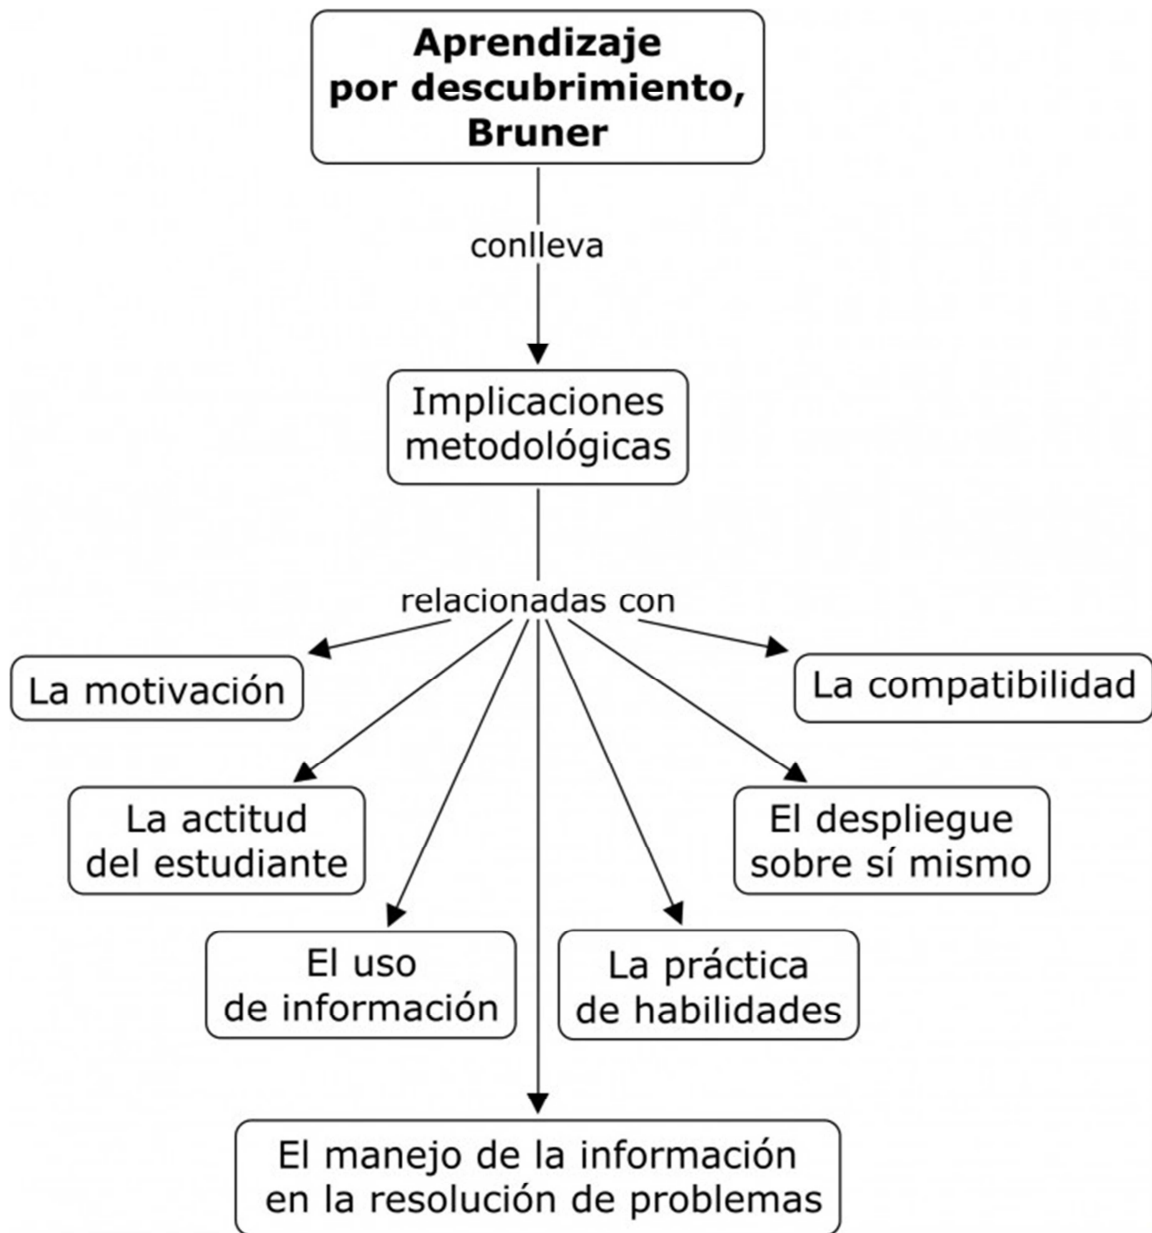 Aprendizaje
por descubrimiento,
Bruner
conlleva
Implicaciones
metodológicas
relacionadas con
La motivación
La compatibilidad
La actitud
del estudiante
El despliegue
sobre sí mismo
El uso
de información
La práctica
de habilidades
El manejo de la información
en la resolución de problemas